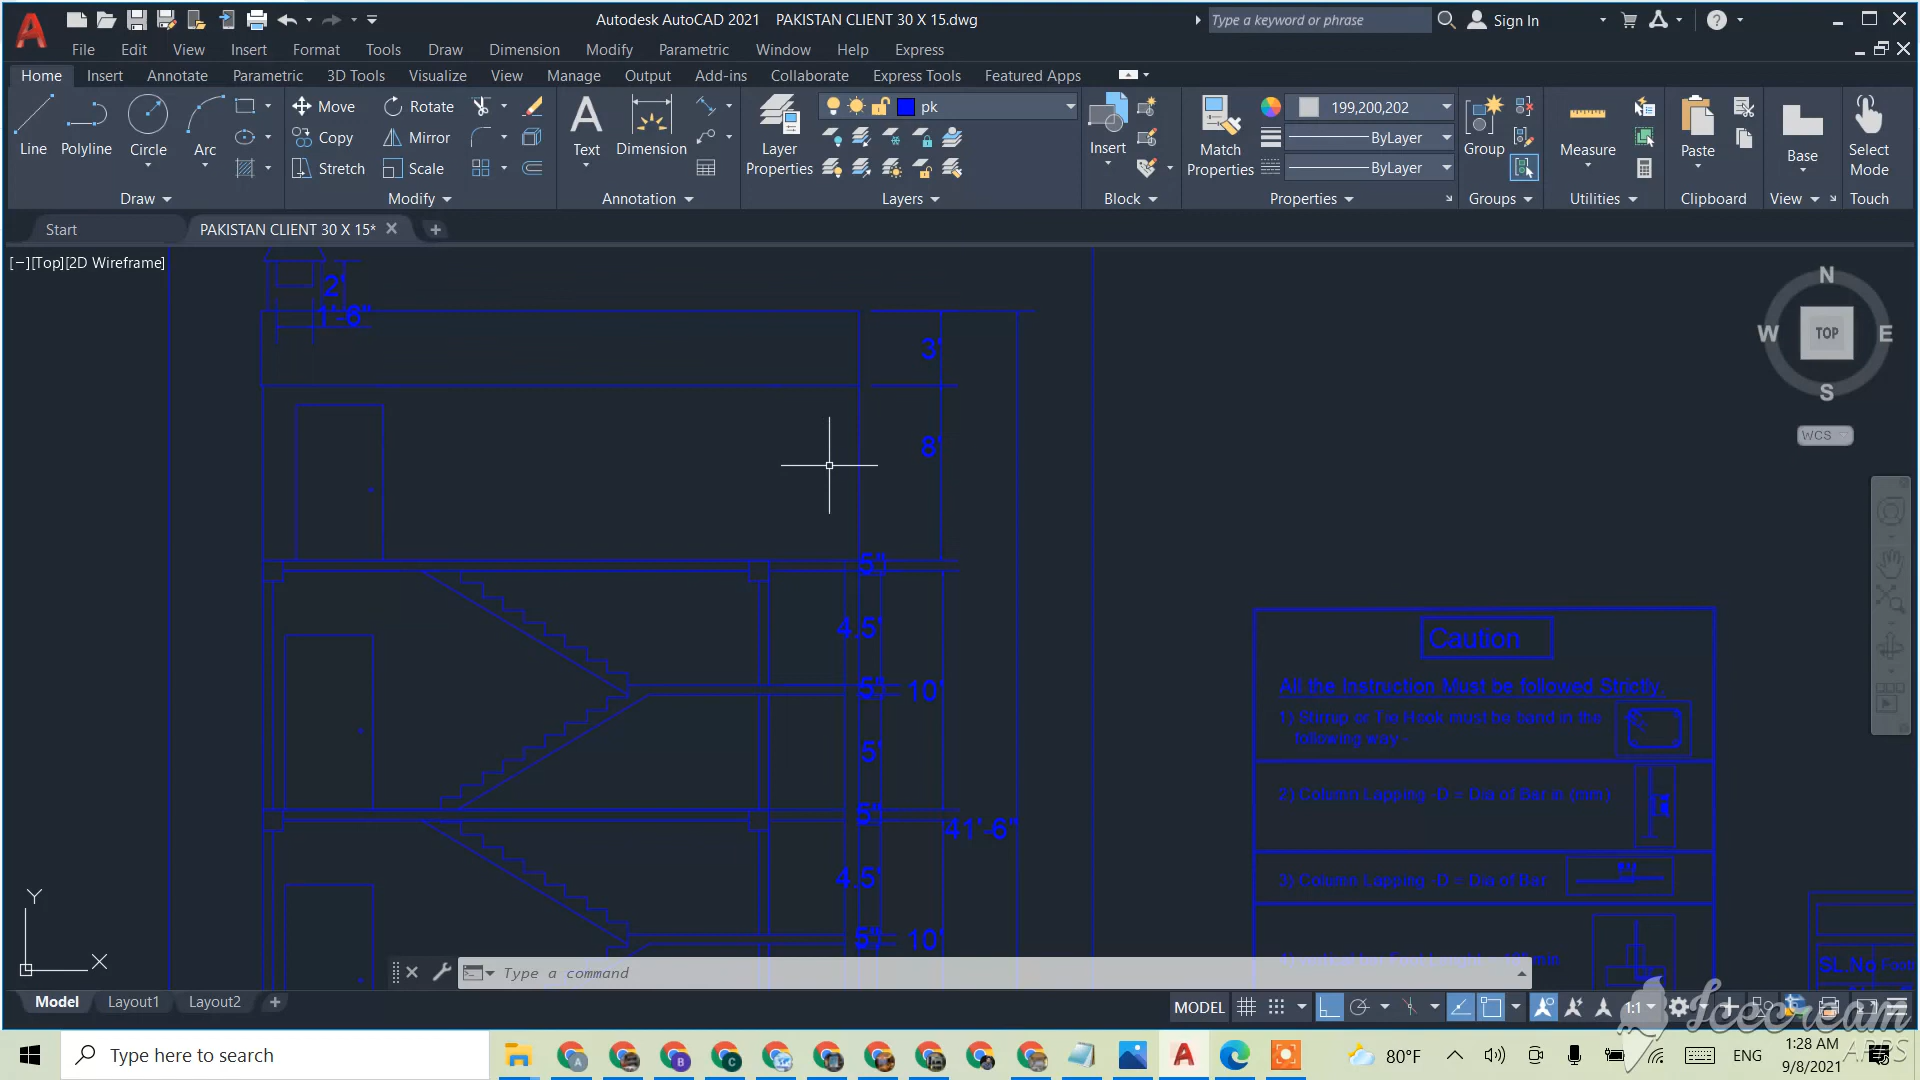 Autodesk AutoCAD 2021 PAKISTAN CLIENT 30 X 15.dwg
Type a keyword or phrase
Sign In
File Edit View Insert Format Tools Draw Dimension Modify Parametric Window Help Express
Home Insert Annotate Parametric 3D Tools Visualize View Manage Output Add-ins Collaborate Express Tools Featured Apps
Line Polyline Circle Arc
Move Rotate
Copy Mirror
Stretch Scale
Text Dimension
Layer Properties
pk
Insert
Match Properties
199,200,202
ByLayer
ByLayer
Group
Measure
Paste
Base
Select Mode
Draw Modify Annotation Layers Block Properties Groups Utilities Clipboard View Touch
Start PAKISTAN CLIENT 30 X 15*
[−][Top][2D Wireframe]
N
W TOP E
S
WCS
2'
1'-6"
3'
8'
5"
4.5'
5" 10'
5'
5"
41'-6"
4.5'
5" 10'
Caution
All the Instruction Must be followed Strictly.
1) Stirrup or Tie Hook must be band in the
following way -
2) Column Lapping -D = Dia of Bar in (mm)
3) Column Lapping -D = Dia of Bar
SL.No
Y
X
Type a command
Model Layout1 Layout2
MODEL
1:1
Icecream
APPS
Type here to search
A
B
C
A
80°F
ENG
1:28 AM
9/8/2021